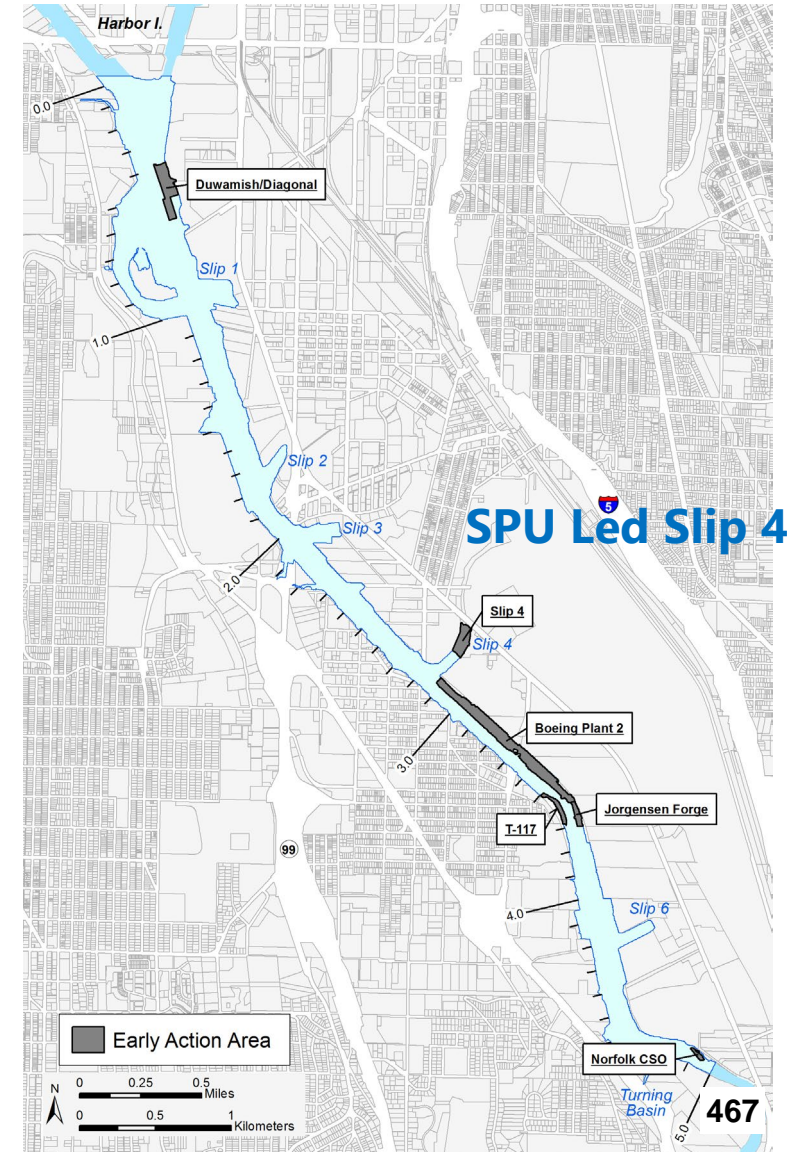 Harbor I.
0.0
Duwamish/Diagonal
Slip 1
1.0
Slip 2
5
SPU Led Slip 4
Slip 3
2.0
Slip 4
Slip 4
Boeing Plant 2
3.0
Jorgensen Forge
T-117
99
Slip 6
4.0
Early Action Area
Norfolk CSO
N
0 0.25 0.5
Miles
0 0.5 1
Kilometers
Turning
Basin
5.0
467